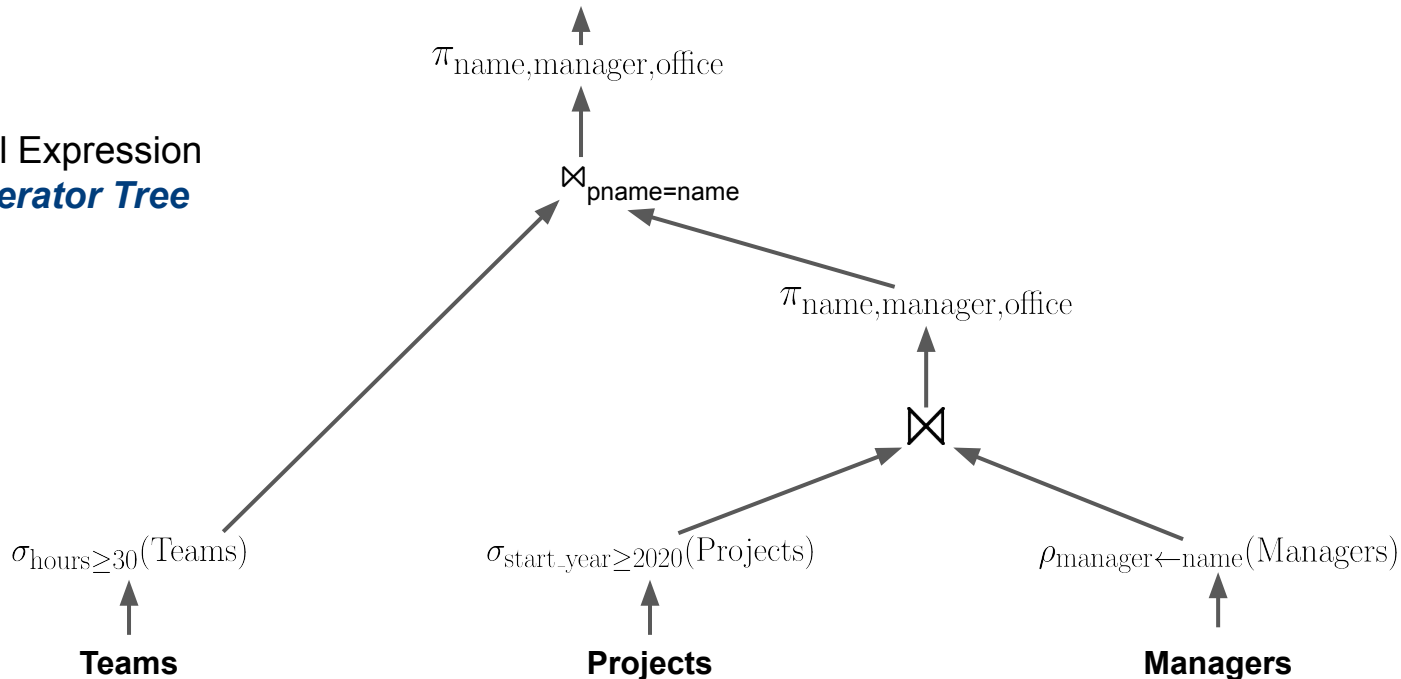 π name,manager,office
l Expression
erator Tree
⋈ pname=name
π name,manager,office
⋈
σ hours≥30(Teams)
σ start_year≥2020(Projects)
ρ manager←name(Managers)
Teams
Projects
Managers